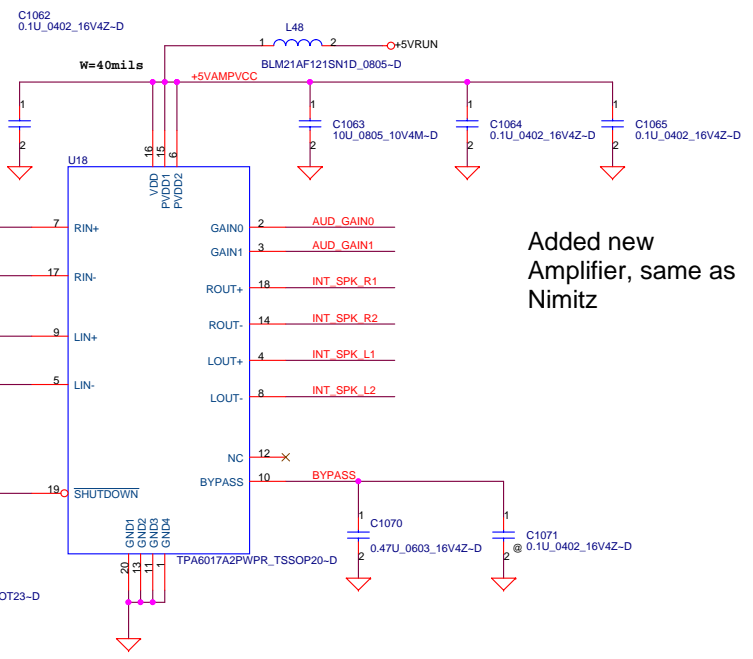 C1062
0.1U_0402_16V4Z~D
L48
1 2
+5VRUN
W=40mils
BLM21AF121SN1D_0805~D
+5VAMPVCC
1
2
1
2
C1063
10U_0805_10V4M~D
1
2
C1064
0.1U_0402_16V4Z~D
1
2
C1065
0.1U_0402_16V4Z~D
U18
16
15
6
VDD
PVDD1
PVDD2
7 RIN+
17 RIN-
9 LIN+
5 LIN-
19 SHUTDOWN
GAIN0 2 AUD_GAIN0
GAIN1 3 AUD_GAIN1
ROUT+ 18 INT_SPK_R1
ROUT- 14 INT_SPK_R2
LOUT+ 4 INT_SPK_L1
LOUT- 8 INT_SPK_L2
NC 12
BYPASS 10 BYPASS
Added new
Amplifier, same as
Nimitz
GND1
GND2
GND3
GND4
20
13
11
1
TPA6017A2PWPR_TSSOP20~D
1
2
C1070
0.47U_0603_16V4Z~D
1
2
C1071
@ 0.1U_0402_16V4Z~D
OT23~D